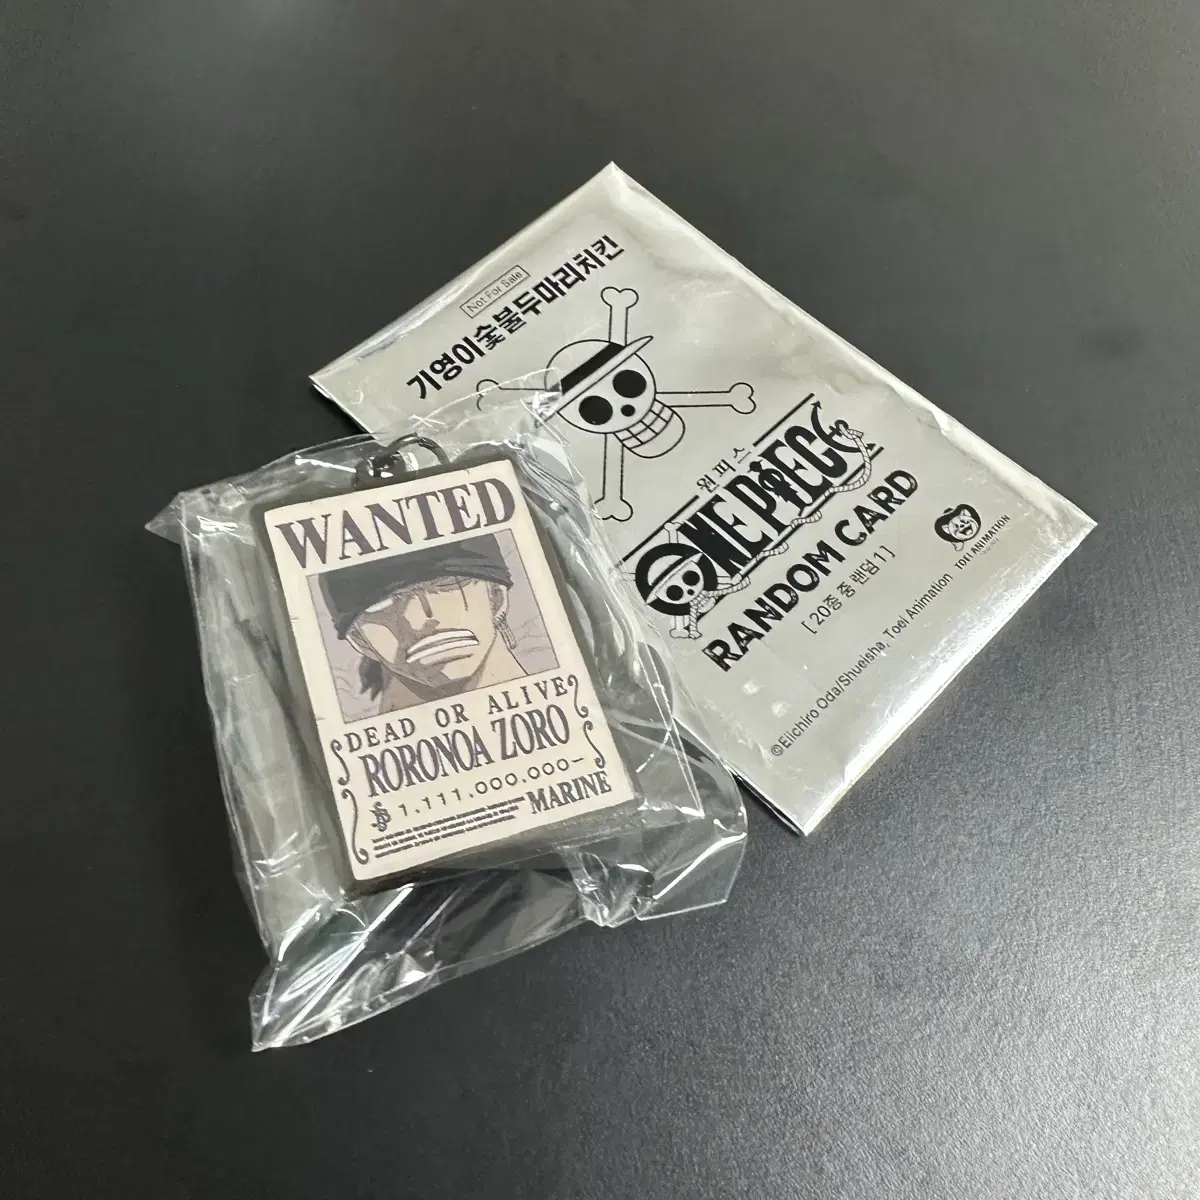 Not For Sale
기영이숯불두마리치킨
원피스
ONE PIECE
RANDOM CARD
[ 20종 중 랜덤 1 ]
©Eiichiro Oda/Shueisha, Toei Animation
TOEI ANIMATION
WANTED
DEAD OR ALIVE
RORONOA ZORO
1,111,000,000-
MARINE